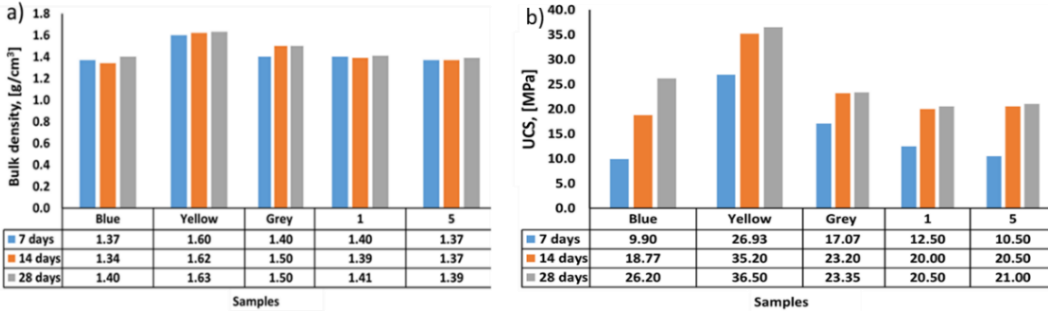 a)
Bulk density, [g/cm³]
1.8
1.6
1.4
1.2
1.0
0.8
0.6
0.4
0.2
0.0
Blue Yellow Grey 1 5
7 days 1.37 1.60 1.40 1.40 1.37
14 days 1.34 1.62 1.50 1.39 1.37
28 days 1.40 1.63 1.50 1.41 1.39
Samples
b)
UCS, [MPa]
40.0
35.0
30.0
25.0
20.0
15.0
10.0
5.0
0.0
Blue Yellow Grey 1 5
7 days 9.90 26.93 17.07 12.50 10.50
14 days 18.77 35.20 23.20 20.00 20.50
28 days 26.20 36.50 23.35 20.50 21.00
Samples